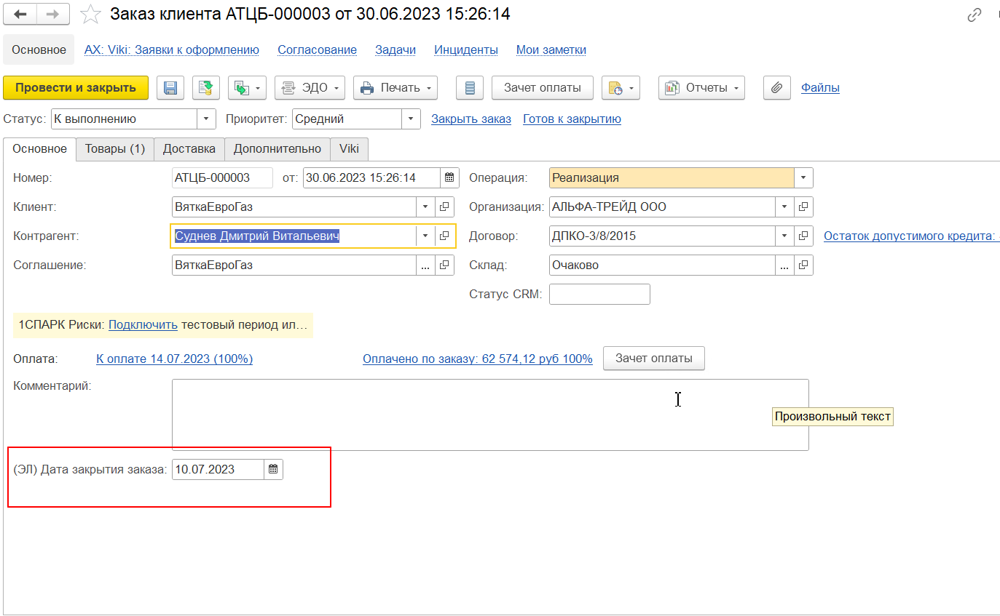 Заказ клиента АТЦБ-000003 от 30.06.2023 15:26:14
Основное АХ: Viki: Заявки к оформлению Согласование Задачи Инциденты Мои заметки
Провести и закрыть ЭДО Печать Зачет оплаты Отчеты Файлы
Статус: К выполнению Приоритет: Средний Закрыть заказ Готов к закрытию
Основное Товары (1) Доставка Дополнительно Viki
Номер: АТЦБ-000003 от: 30.06.2023 15:26:14 Операция: Реализация
Клиент: ВяткаЕвроГаз Организация: АЛЬФА-ТРЕЙД ООО
Контрагент: Суднев Дмитрий Витальевич Договор: ДПКО-3/8/2015 Остаток допустимого кредита:
Соглашение: ВяткаЕвроГаз ... Склад: Очаково ...
Статус CRM:
1СПАРК Риски: Подключить тестовый период ил...
Оплата: К оплате 14.07.2023 (100%) Оплачено по заказу: 62 574,12 руб 100% Зачет оплаты
Комментарий:
Произвольный текст
(ЭЛ) Дата закрытия заказа: 10.07.2023